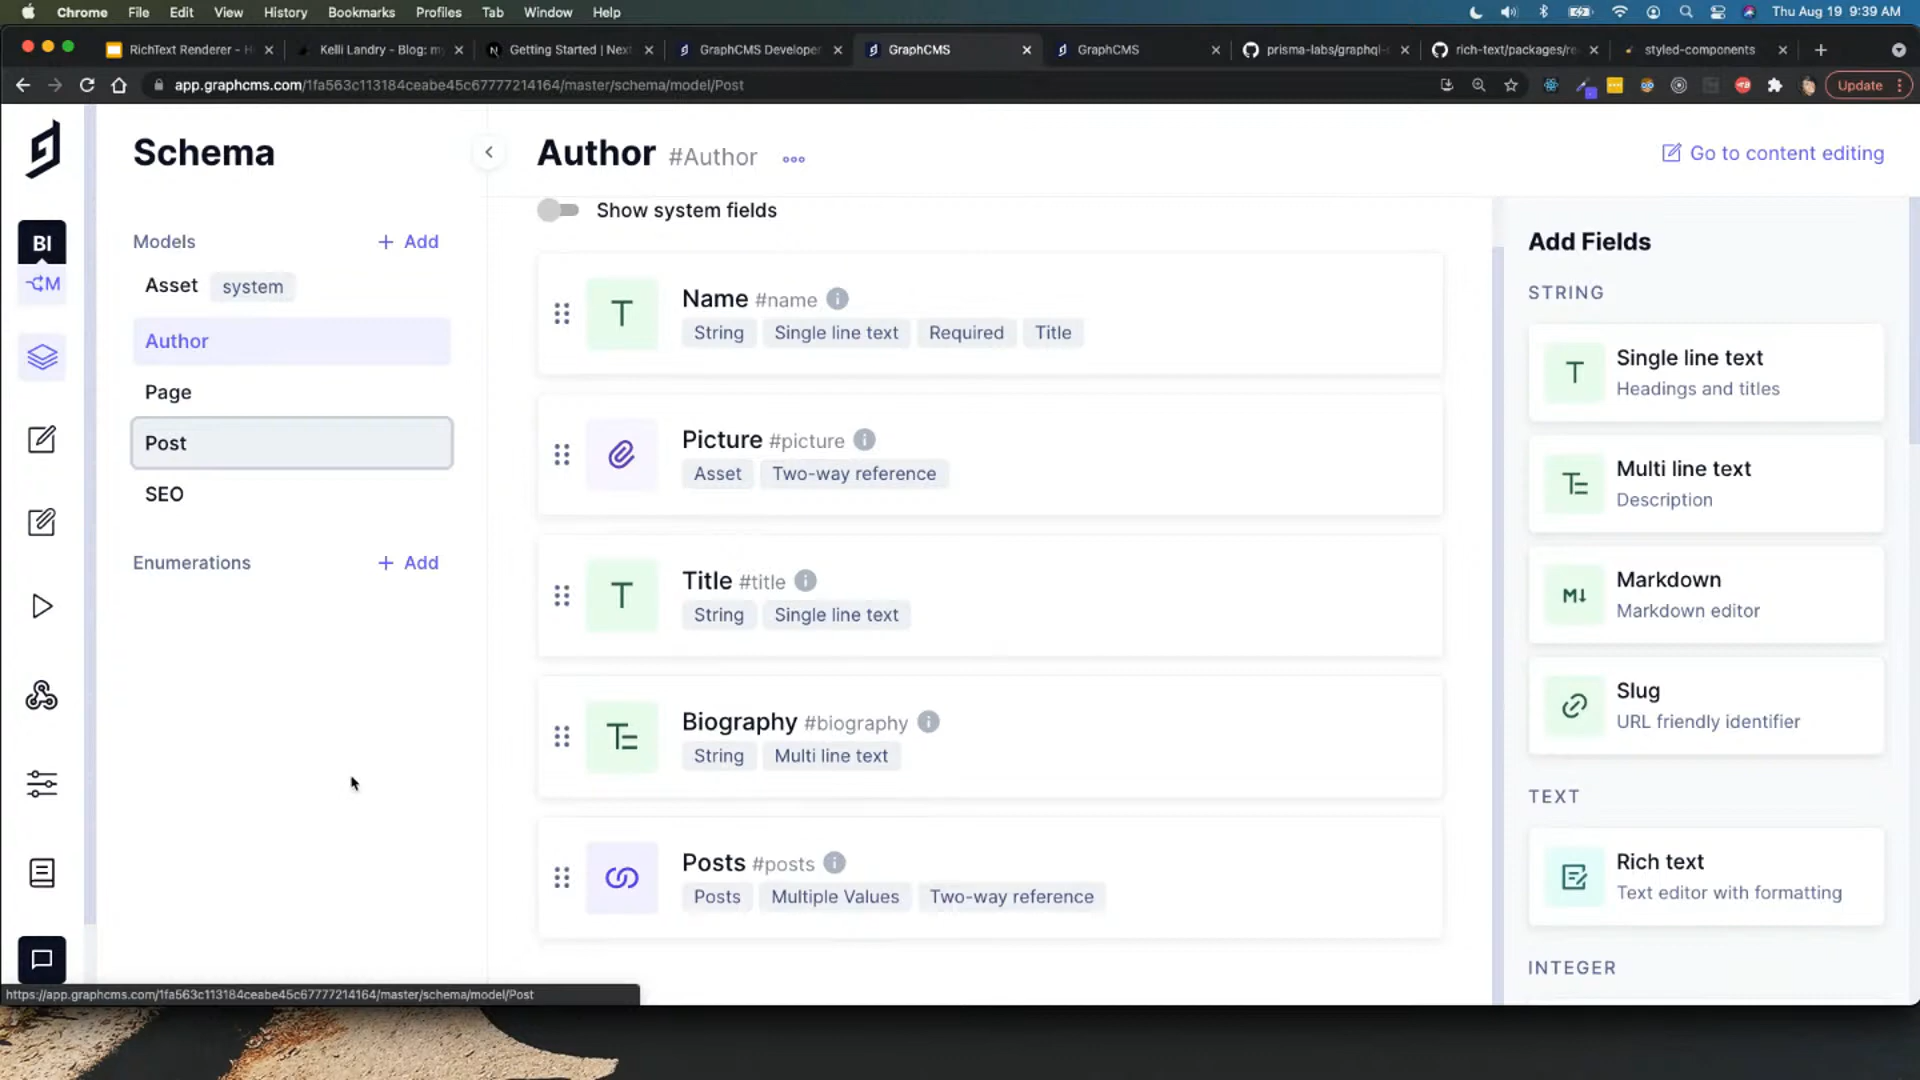 Chrome File Edit View History Bookmarks Profiles Tab Window Help
Thu Aug 19 9:39 AM
RichText Renderer - H
Kelli Landry - Blog: my
Getting Started | Next
GraphCMS Developer
GraphCMS
GraphCMS
prisma-labs/graphql-
rich-text/packages/re
styled-components
app.graphcms.com/1fa563c113184ceabe45c67777214164/master/schema/model/Post
Update
Schema
BI
M
Models
+ Add
Asset system
Author
Page
Post
SEO
Enumerations
+ Add
Author #Author
Go to content editing
Show system fields
Name #name
String Single line text Required Title
Picture #picture
Asset Two-way reference
Title #title
String Single line text
Biography #biography
String Multi line text
Posts #posts
Posts Multiple Values Two-way reference
Add Fields
STRING
Single line text
Headings and titles
Multi line text
Description
Markdown
Markdown editor
Slug
URL friendly identifier
TEXT
Rich text
Text editor with formatting
INTEGER
https://app.graphcms.com/1fa563c113184ceabe45c67777214164/master/schema/model/Post